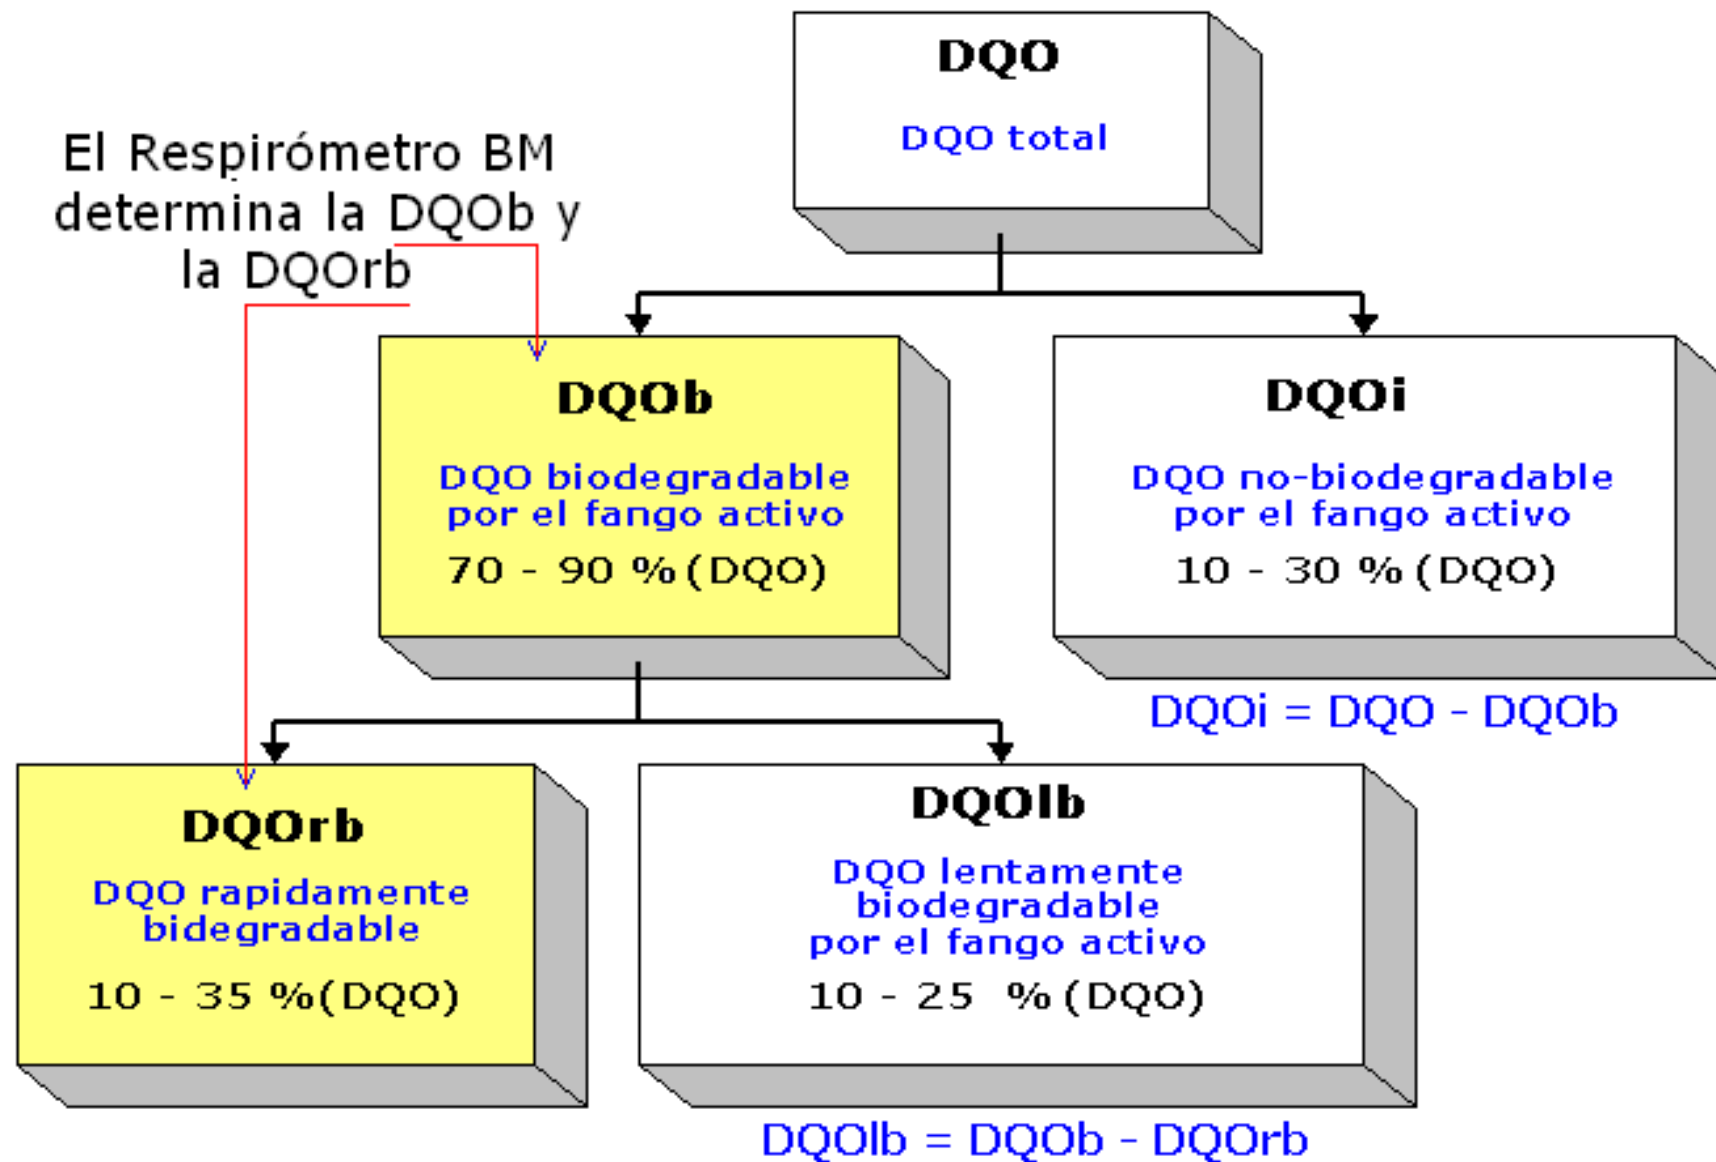 DQO
DQO total
El Respirómetro BM
determina la DQOb y
la DQOrb
DQOb
DQO biodegradable
por el fango activo
70 - 90 % (DQO)
DQOi
DQO no-biodegradable
por el fango activo
10 - 30 % (DQO)
DQOi = DQO - DQOb
DQOrb
DQO rapidamente
bidegradable
10 - 35 %(DQO)
DQOlb
DQO lentamente
biodegradable
por el fango activo
10 - 25 % (DQO)
DQOlb = DQOb - DQOrb